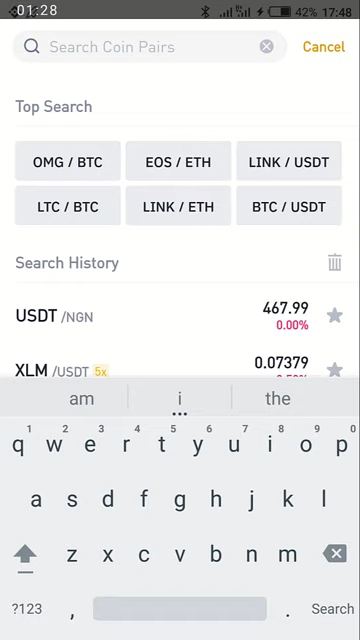 01:28 42% 17:48
Search Coin Pairs Cancel
Top Search
OMG / BTC EOS / ETH LINK / USDT
LTC / BTC LINK / ETH BTC / USDT
Search History
USDT /NGN 467.99
0.00%
XLM /USDT 5x 0.07379
am i the
1 2 3 4 5 6 7 8 9 0
q w e r t y u i o p
a s d f g h j k l
z x c v b n m
?123 , . Search